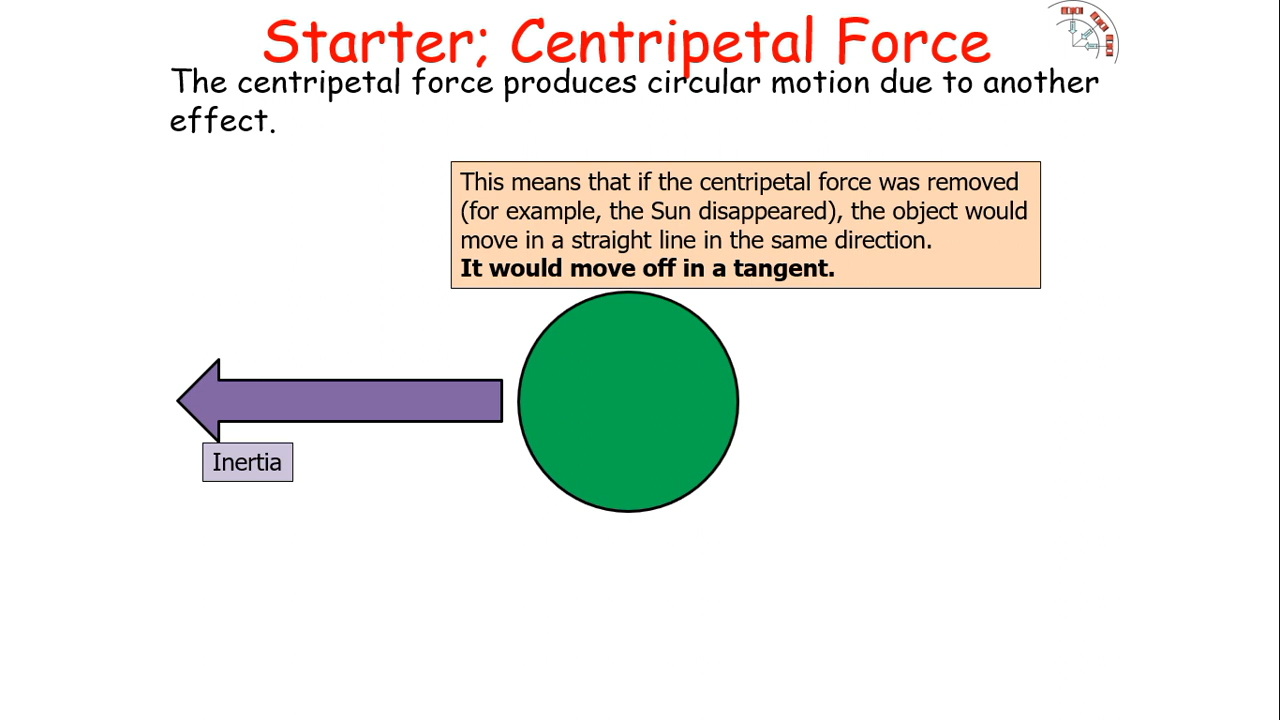 Starter; Centripetal Force
The centripetal force produces circular motion due to another
effect.
This means that if the centripetal force was removed
(for example, the Sun disappeared), the object would
move in a straight line in the same direction.
It would move off in a tangent.
Inertia